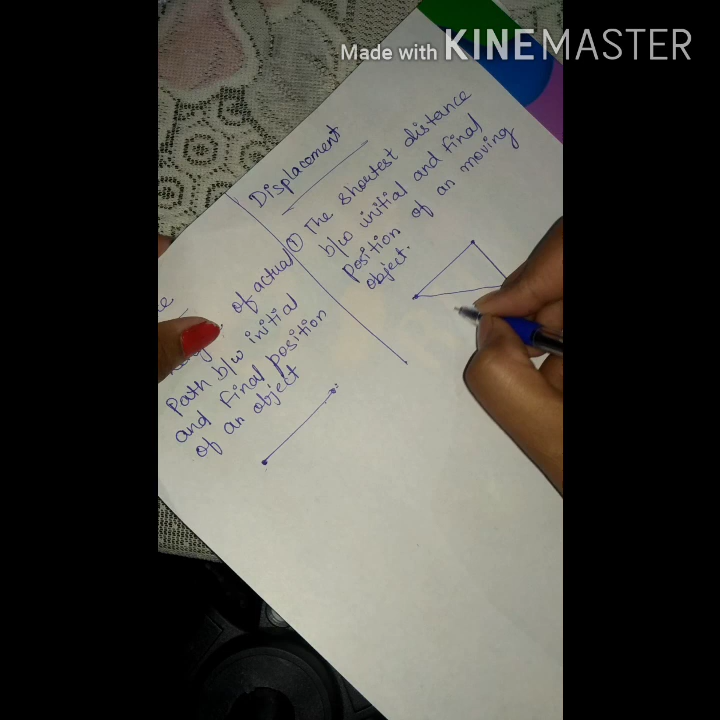 Made with KINEMASTER
Displacement
① The shortest distance
b/w initial and final
position of an moving
object.
of actual
Path b/w initial
and Final position
of an object